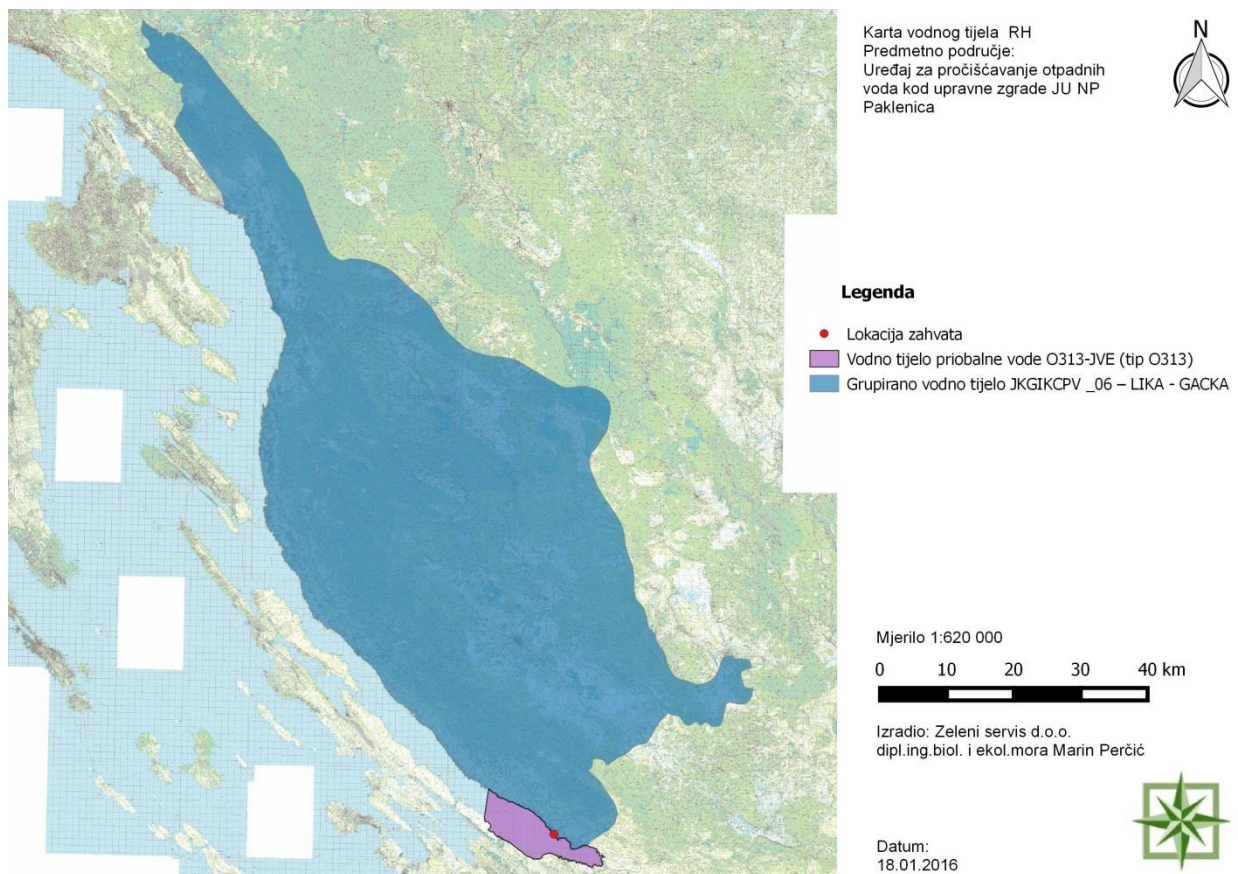 Karta vodnog tijela RH
Predmetno područje:
Uređaj za pročišćavanje otpadnih
voda kod upravne zgrade JU NP
Paklenica
N
Legenda
Lokacija zahvata
Vodno tijelo priobalne vode O313-JVE (tip O313)
Grupirano vodno tijelo JKGIKCPV _06 – LIKA - GACKA
Mjerilo 1:620 000
0 10 20 30 40 km
Izradio: Zeleni servis d.o.o.
dipl.ing.biol. i ekol.mora Marin Perčić
Datum:
18.01.2016